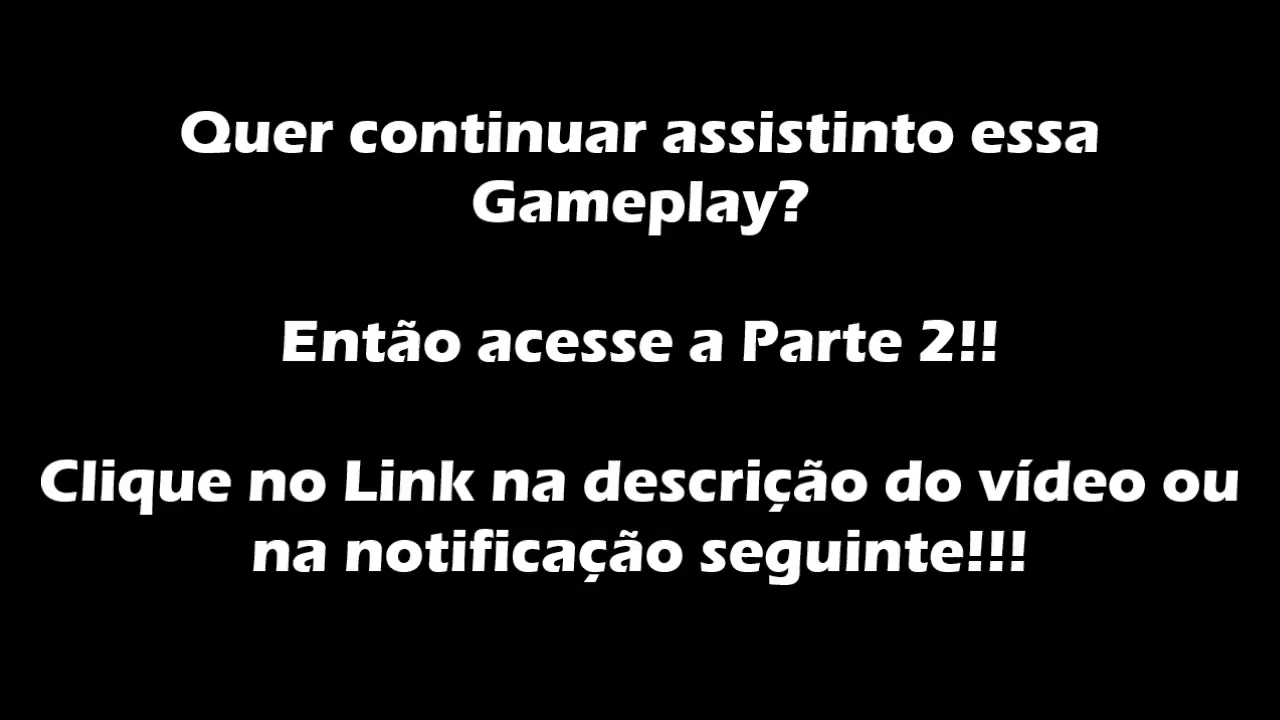 Quer continuar assistinto essa
Gameplay?
Então acesse a Parte 2!!
Clique no Link na descrição do vídeo ou
na notificação seguinte!!!